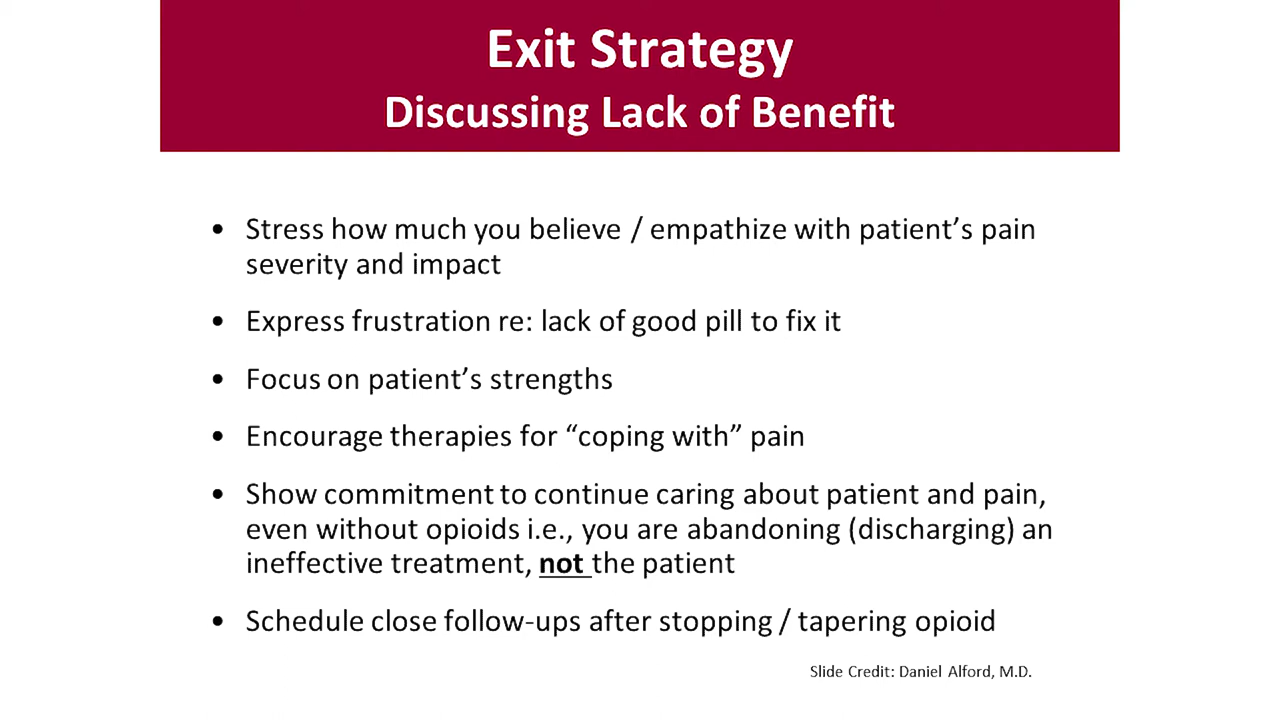 Exit Strategy
Discussing Lack of Benefit
• Stress how much you believe / empathize with patient’s pain
severity and impact
• Express frustration re: lack of good pill to fix it
• Focus on patient’s strengths
• Encourage therapies for “coping with” pain
• Show commitment to continue caring about patient and pain,
even without opioids i.e., you are abandoning (discharging) an
ineffective treatment, not the patient
• Schedule close follow-ups after stopping / tapering opioid
Slide Credit: Daniel Alford, M.D.